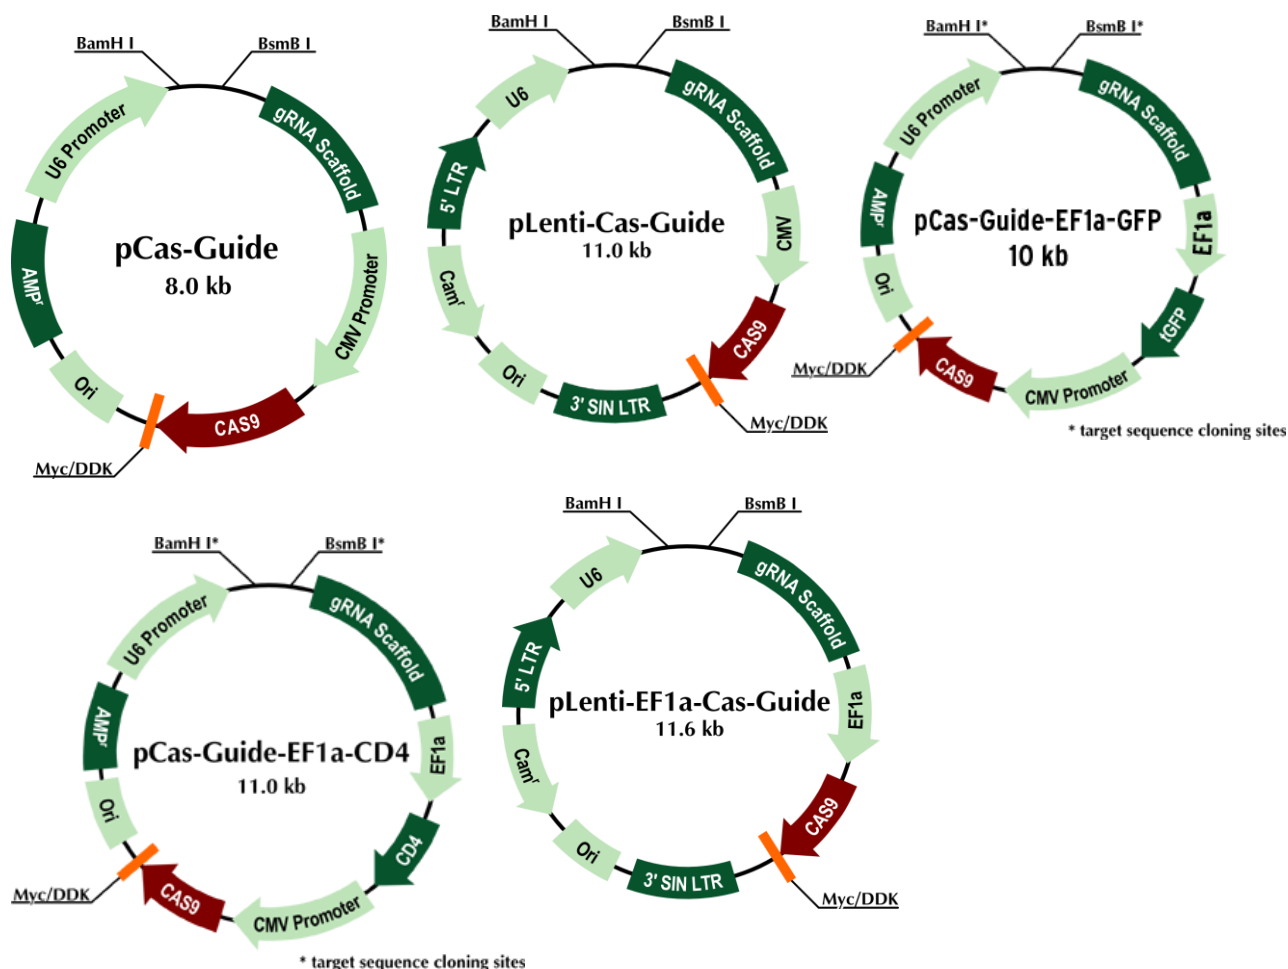 BamH I
BsmB I
U6 Promoter
gRNA Scaffold
AMPr
pCas-Guide
8.0 kb
CMV Promoter
Ori
CAS9
Myc/DDK
BamH I
BsmB I
U6
gRNA Scaffold
5' LTR
pLenti-Cas-Guide
11.0 kb
CMV
Camr
CAS9
Ori
3' SIN LTR
Myc/DDK
BamH I*
BsmB I*
U6 Promoter
gRNA Scaffold
AMPr
pCas-Guide-EF1a-GFP
10 kb
EF1a
Ori
tGFP
Myc/DDK
CAS9
CMV Promoter
* target sequence cloning sites
BamH I*
BsmB I*
U6 Promoter
gRNA Scaffold
AMPr
pCas-Guide-EF1a-CD4
11.0 kb
EF1a
Ori
CD4
Myc/DDK
CAS9
CMV Promoter
* target sequence cloning sites
BamH I
BsmB I
U6
gRNA Scaffold
5' LTR
pLenti-EF1a-Cas-Guide
11.6 kb
EF1a
Camr
CAS9
Ori
3' SIN LTR
Myc/DDK